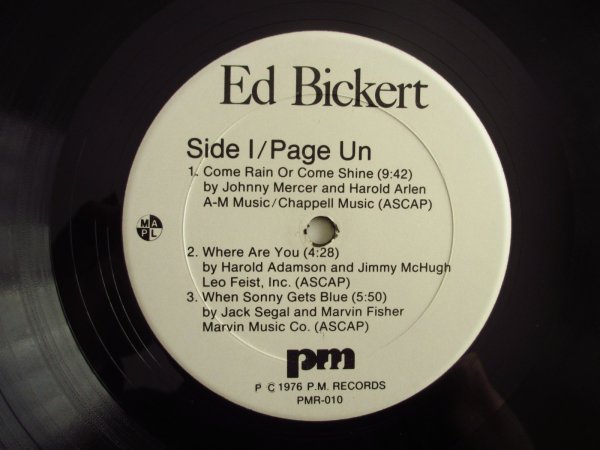 Ed Bickert
Side I/Page Un
1. Come Rain Or Come Shine (9:42)
by Johnny Mercer and Harold Arlen
A-M Music/Chappell Music (ASCAP)
M A
P L
2. Where Are You (4:28)
by Harold Adamson and Jimmy McHugh
Leo Feist, Inc. (ASCAP)
3. When Sonny Gets Blue (5:50)
by Jack Segal and Marvin Fisher
Marvin Music Co. (ASCAP)
pm
P C 1976 P.M. RECORDS
PMR-010